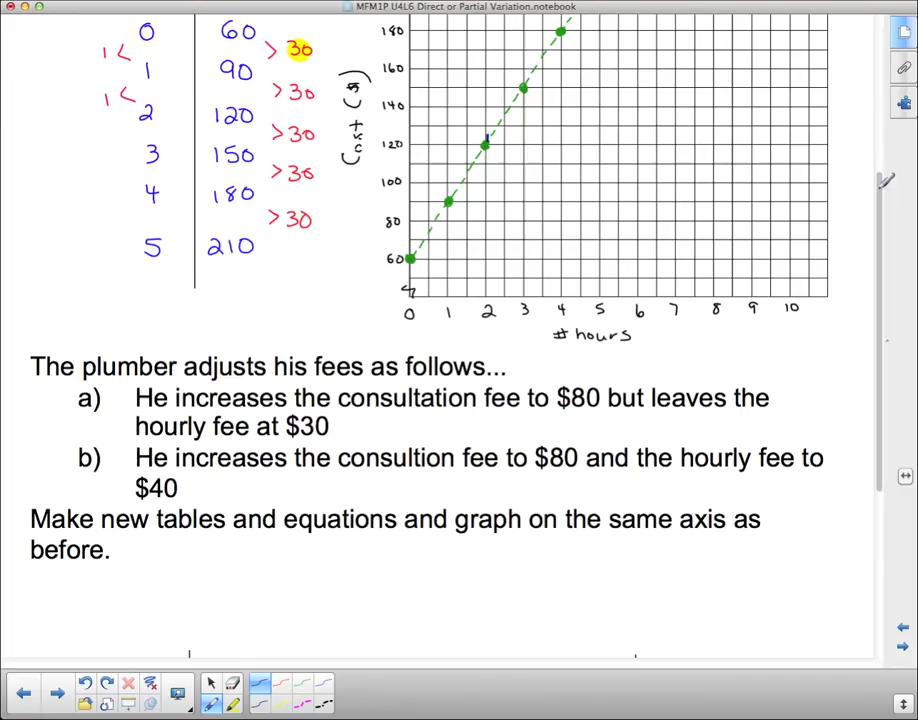 MFM1P U4L6 Direct or Partial Variation.notebook
0 60
1 < > 30
1 90
1 < > 30
2 120
> 30
3 150
> 30
4 180
> 30
5 210
Cost ($)
180
160
140
120
100
80
60
0 1 2 3 4 5 6 7 8 9 10
# hours
The plumber adjusts his fees as follows...
a) He increases the consultation fee to $80 but leaves the
hourly fee at $30
b) He increases the consultion fee to $80 and the hourly fee to
$40
Make new tables and equations and graph on the same axis as
before.